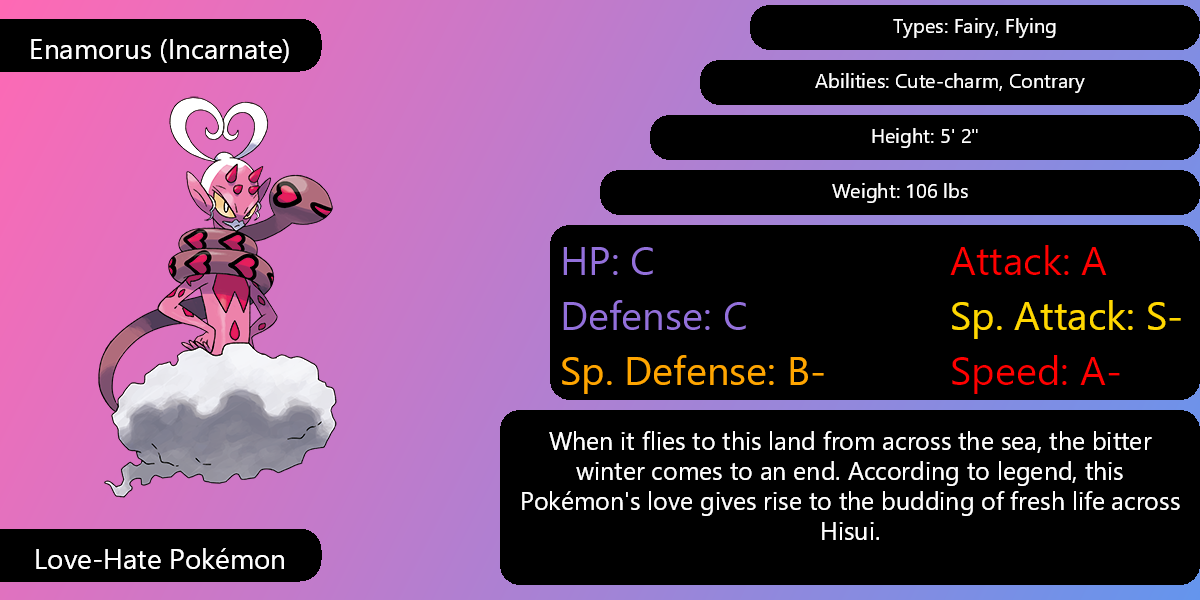 Enamorus (Incarnate)
Types: Fairy, Flying
Abilities: Cute-charm, Contrary
Height: 5' 2"
Weight: 106 lbs
HP: C
Attack: A
Defense: C
Sp. Attack: S-
Sp. Defense: B-
Speed: A-
When it flies to this land from across the sea, the bitter
winter comes to an end. According to legend, this
Pokémon's love gives rise to the budding of fresh life across
Hisui.
Love-Hate Pokémon